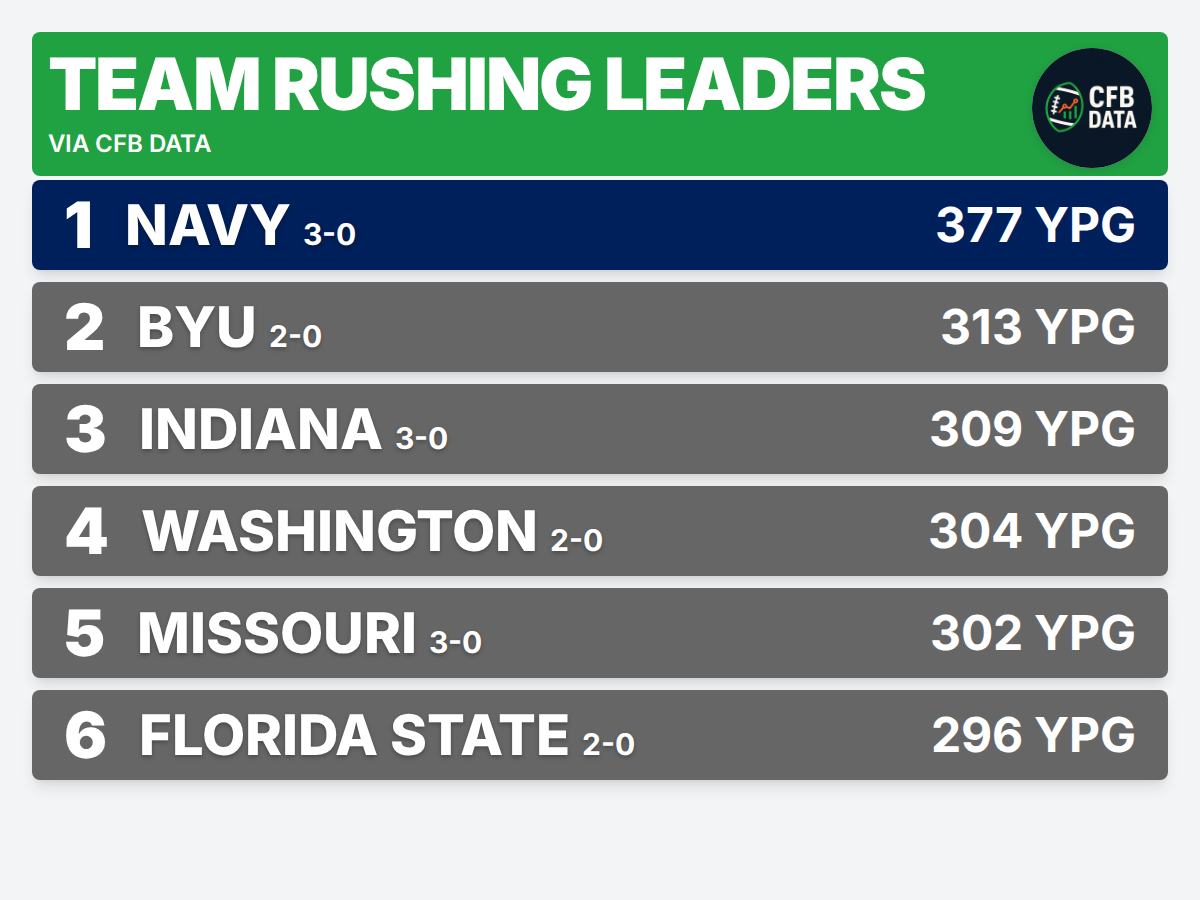 TEAM RUSHING LEADERS
VIA CFB DATA
CFB
DATA
1 NAVY 3-0 377 YPG
2 BYU 2-0 313 YPG
3 INDIANA 3-0 309 YPG
4 WASHINGTON 2-0 304 YPG
5 MISSOURI 3-0 302 YPG
6 FLORIDA STATE 2-0 296 YPG